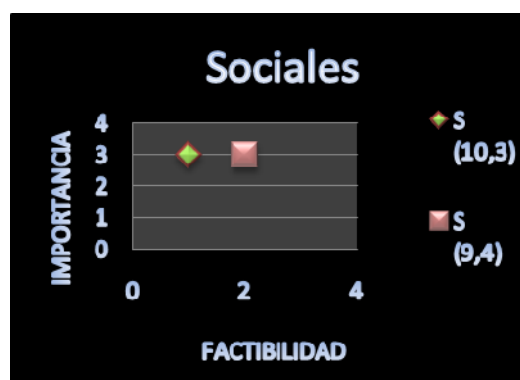 Sociales
IMPORTANCIA
4
3
2
1
0
0 2 4
FACTIBILIDAD
S
(10,3)
S
(9,4)